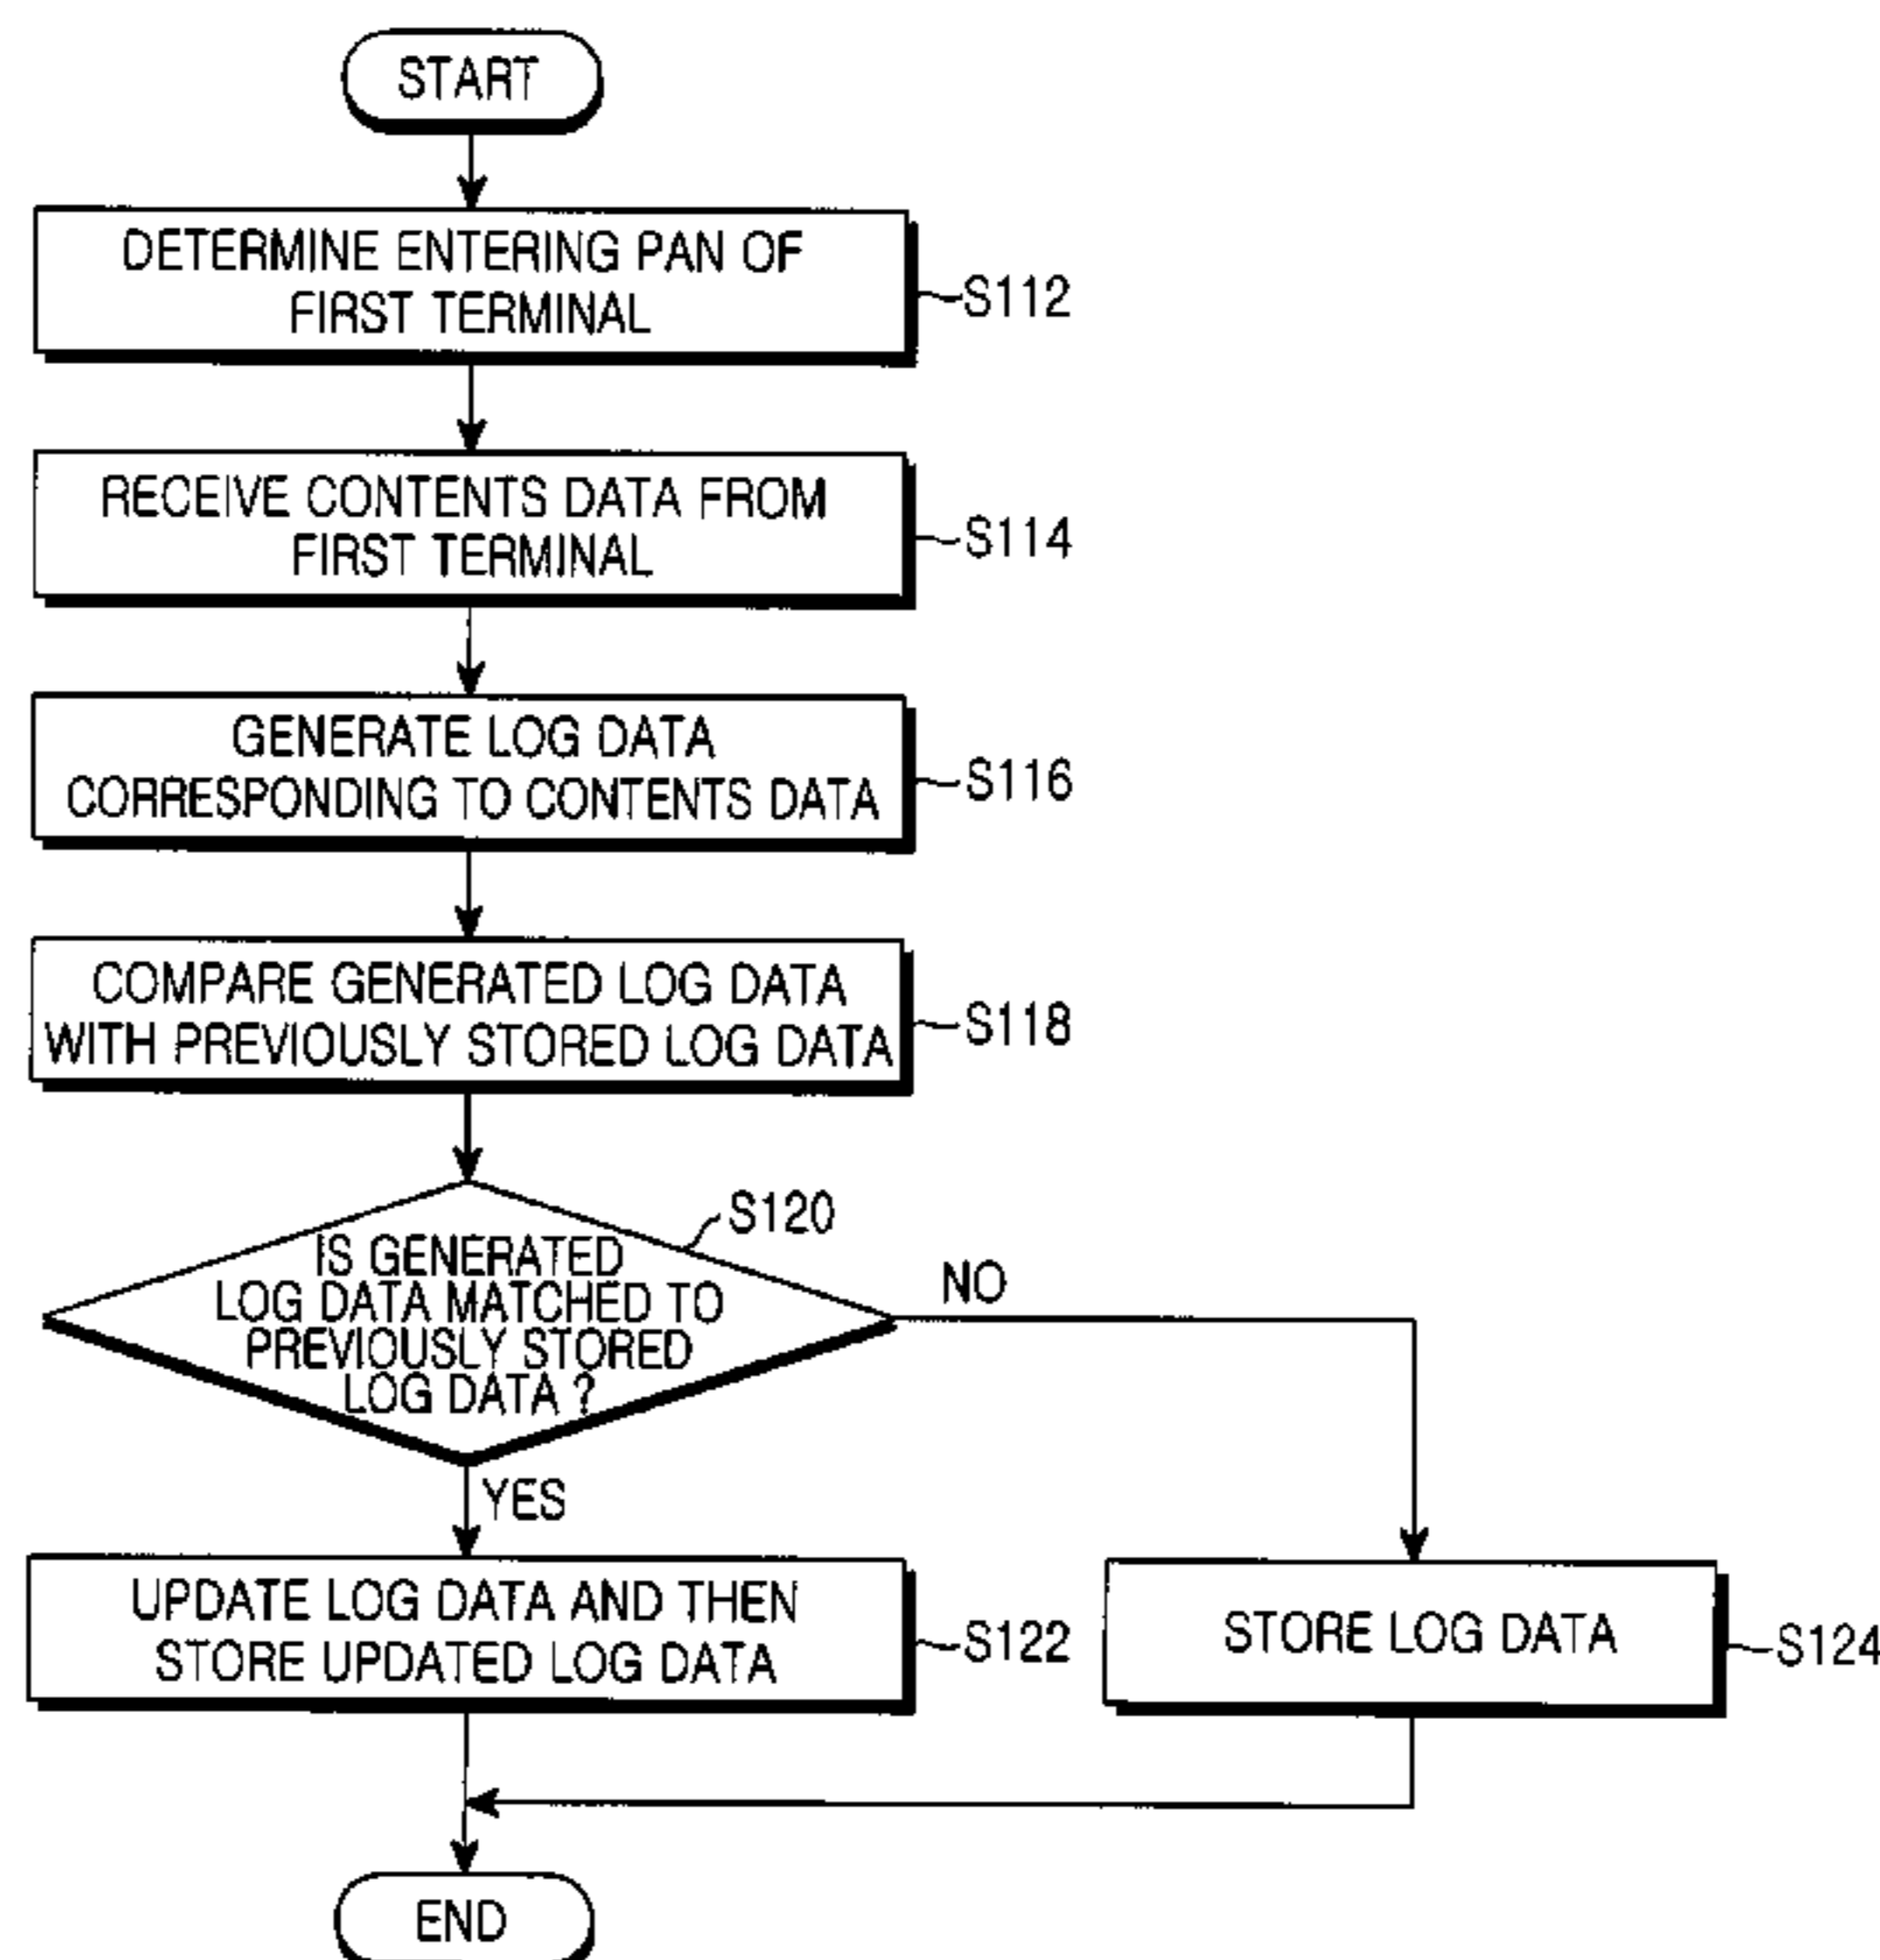 START
DETERMINE ENTERING PAN OF
FIRST TERMINAL
S112
RECEIVE CONTENTS DATA FROM
FIRST TERMINAL
S114
GENERATE LOG DATA
CORRESPONDING TO CONTENTS DATA
S116
COMPARE GENERATED LOG DATA
WITH PREVIOUSLY STORED LOG DATA
S118
S120
IS GENERATED
LOG DATA MATCHED TO
PREVIOUSLY STORED
LOG DATA ?
NO
YES
UPDATE LOG DATA AND THEN
STORE UPDATED LOG DATA
S122
STORE LOG DATA
S124
END